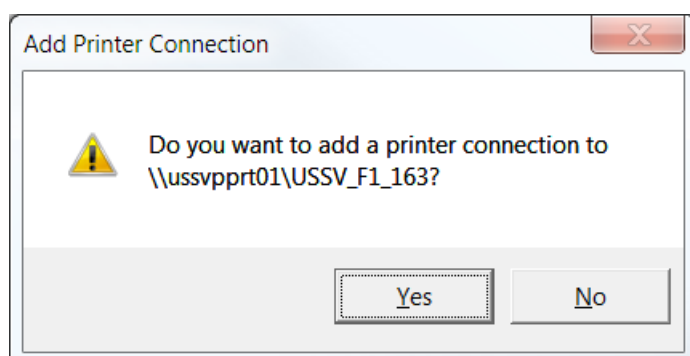 Add Printer Connection
Do you want to add a printer connection to
\\ussvpprt01\USSV_F1_163?
Yes
No